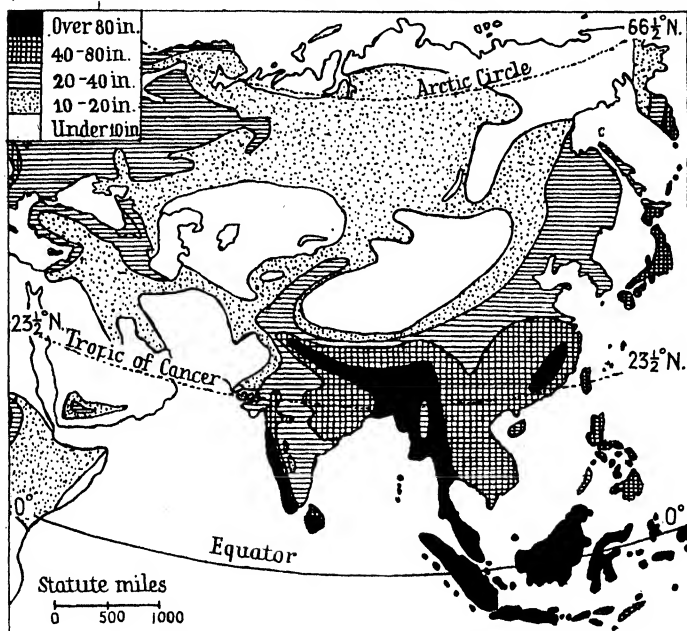 Over 80 in.
40-80 in.
20-40 in.
10-20 in.
Under 10 in
66½° N.
Arctic Circle
23½° N.
Tropic of Cancer
23½° N.
0°
Equator
0°
Statute miles
0 500 1000